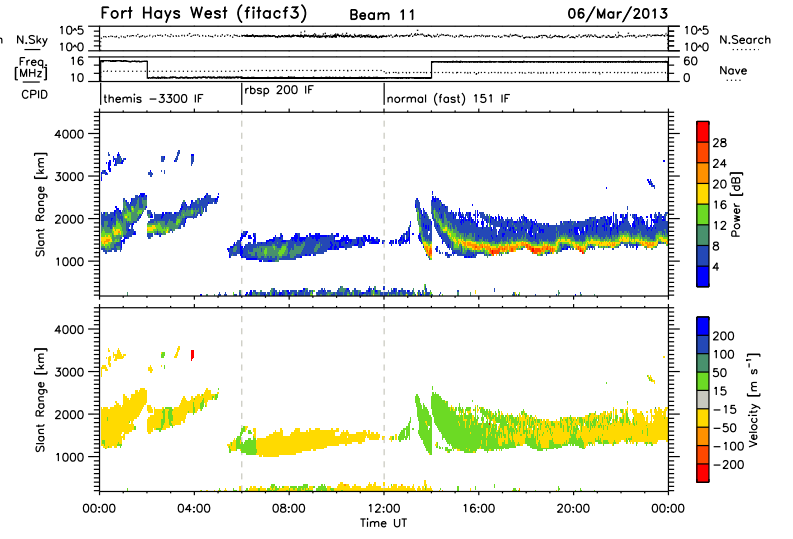 Fort Hays West (fitacf3) Beam 11 06/Mar/2013
n N.Sky 10^5 10^0 10^5 10^0 N.Search
Freq. [MHz] 16 10 60 0 Nave
CPID themis -3300 IF rbsp 200 IF normal (fast) 151 IF
Slant Range [km]
4000
3000
2000
1000
28
24
20
16
12
8
4
Power [dB]
Slant Range [km]
4000
3000
2000
1000
200
100
50
15
-15
-50
-100
-200
Velocity [m s^-1]
00:00 04:00 08:00 12:00 16:00 20:00 00:00
Time UT